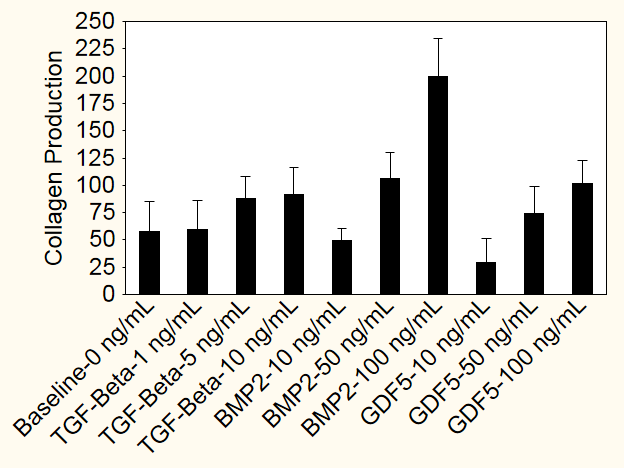 Collagen Production
250
225
200
175
150
125
100
75
50
25
0
Baseline-0 ng/mL
TGF-Beta-1 ng/mL
TGF-Beta-5 ng/mL
TGF-Beta-10 ng/mL
BMP2-10 ng/mL
BMP2-50 ng/mL
BMP2-100 ng/mL
GDF5-10 ng/mL
GDF5-50 ng/mL
GDF5-100 ng/mL